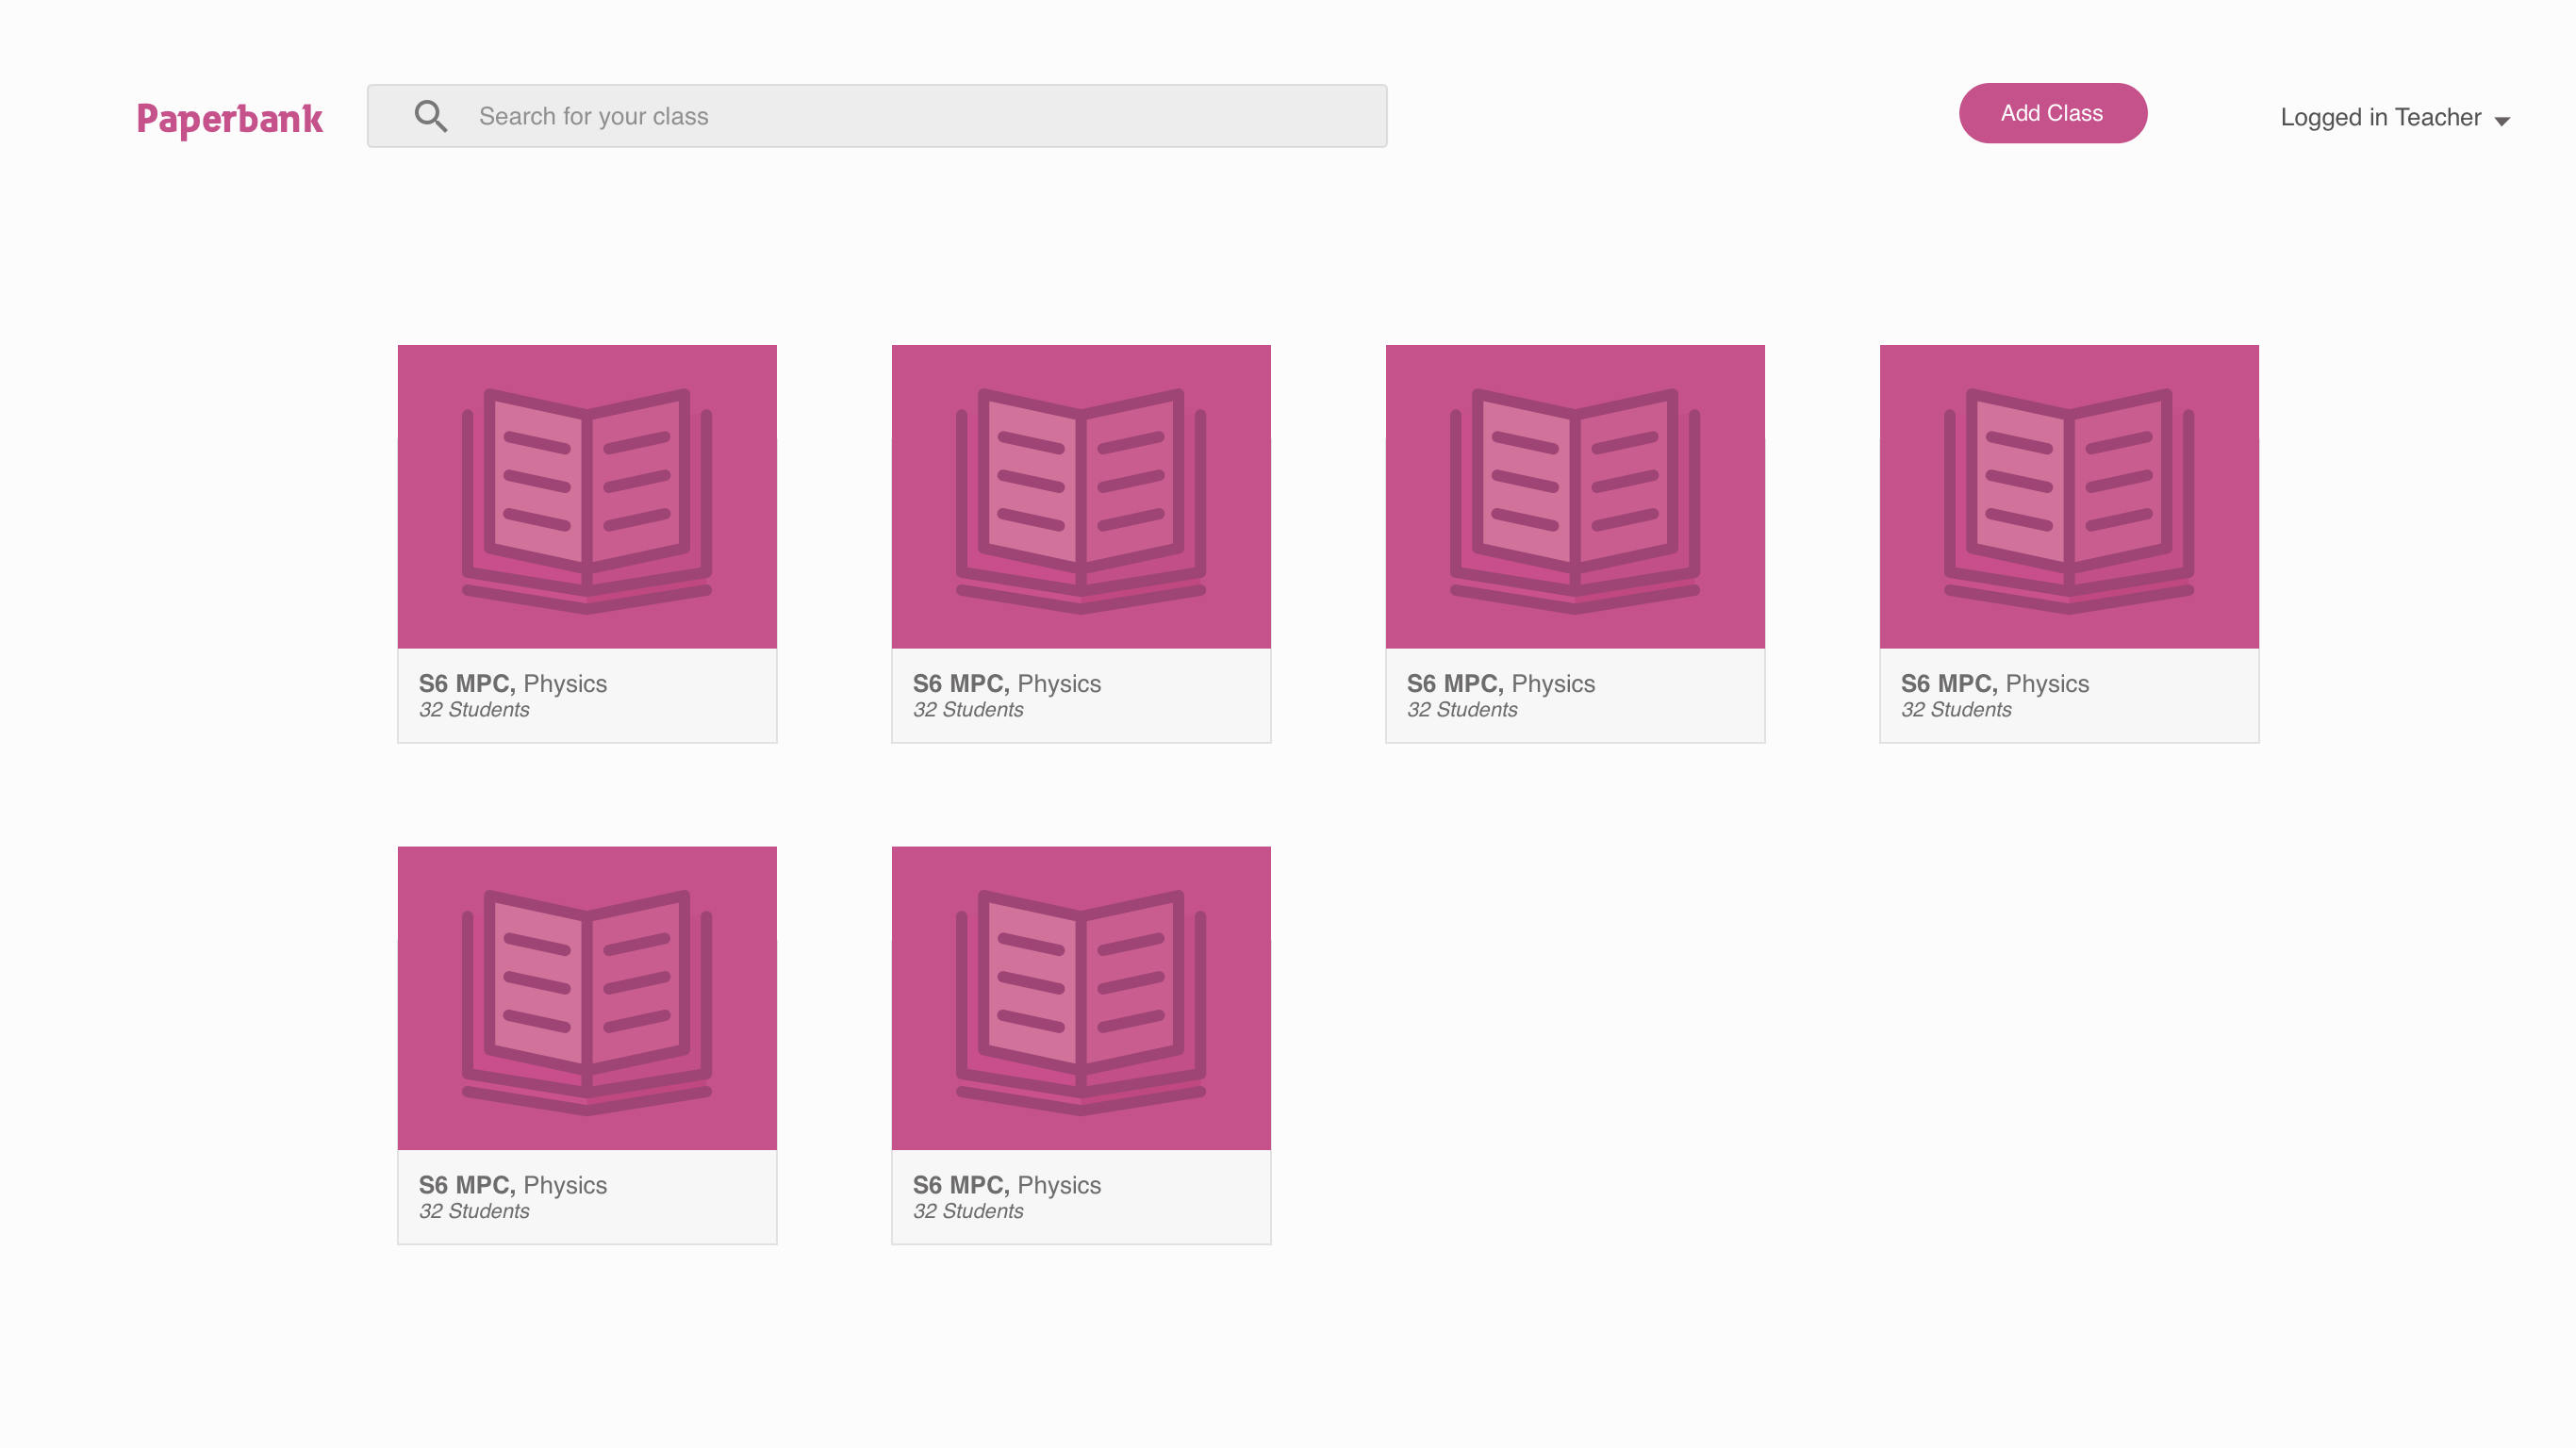 Paperbank
Search for your class
Add Class
Logged in Teacher
S6 MPC, Physics
32 Students
S6 MPC, Physics
32 Students
S6 MPC, Physics
32 Students
S6 MPC, Physics
32 Students
S6 MPC, Physics
32 Students
S6 MPC, Physics
32 Students